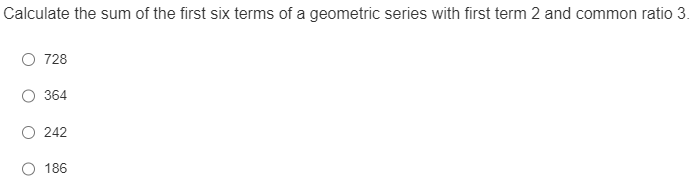 Calculate the sum of the first six terms of a geometric series with first term 2 and common ratio 3.
728
364
242
186